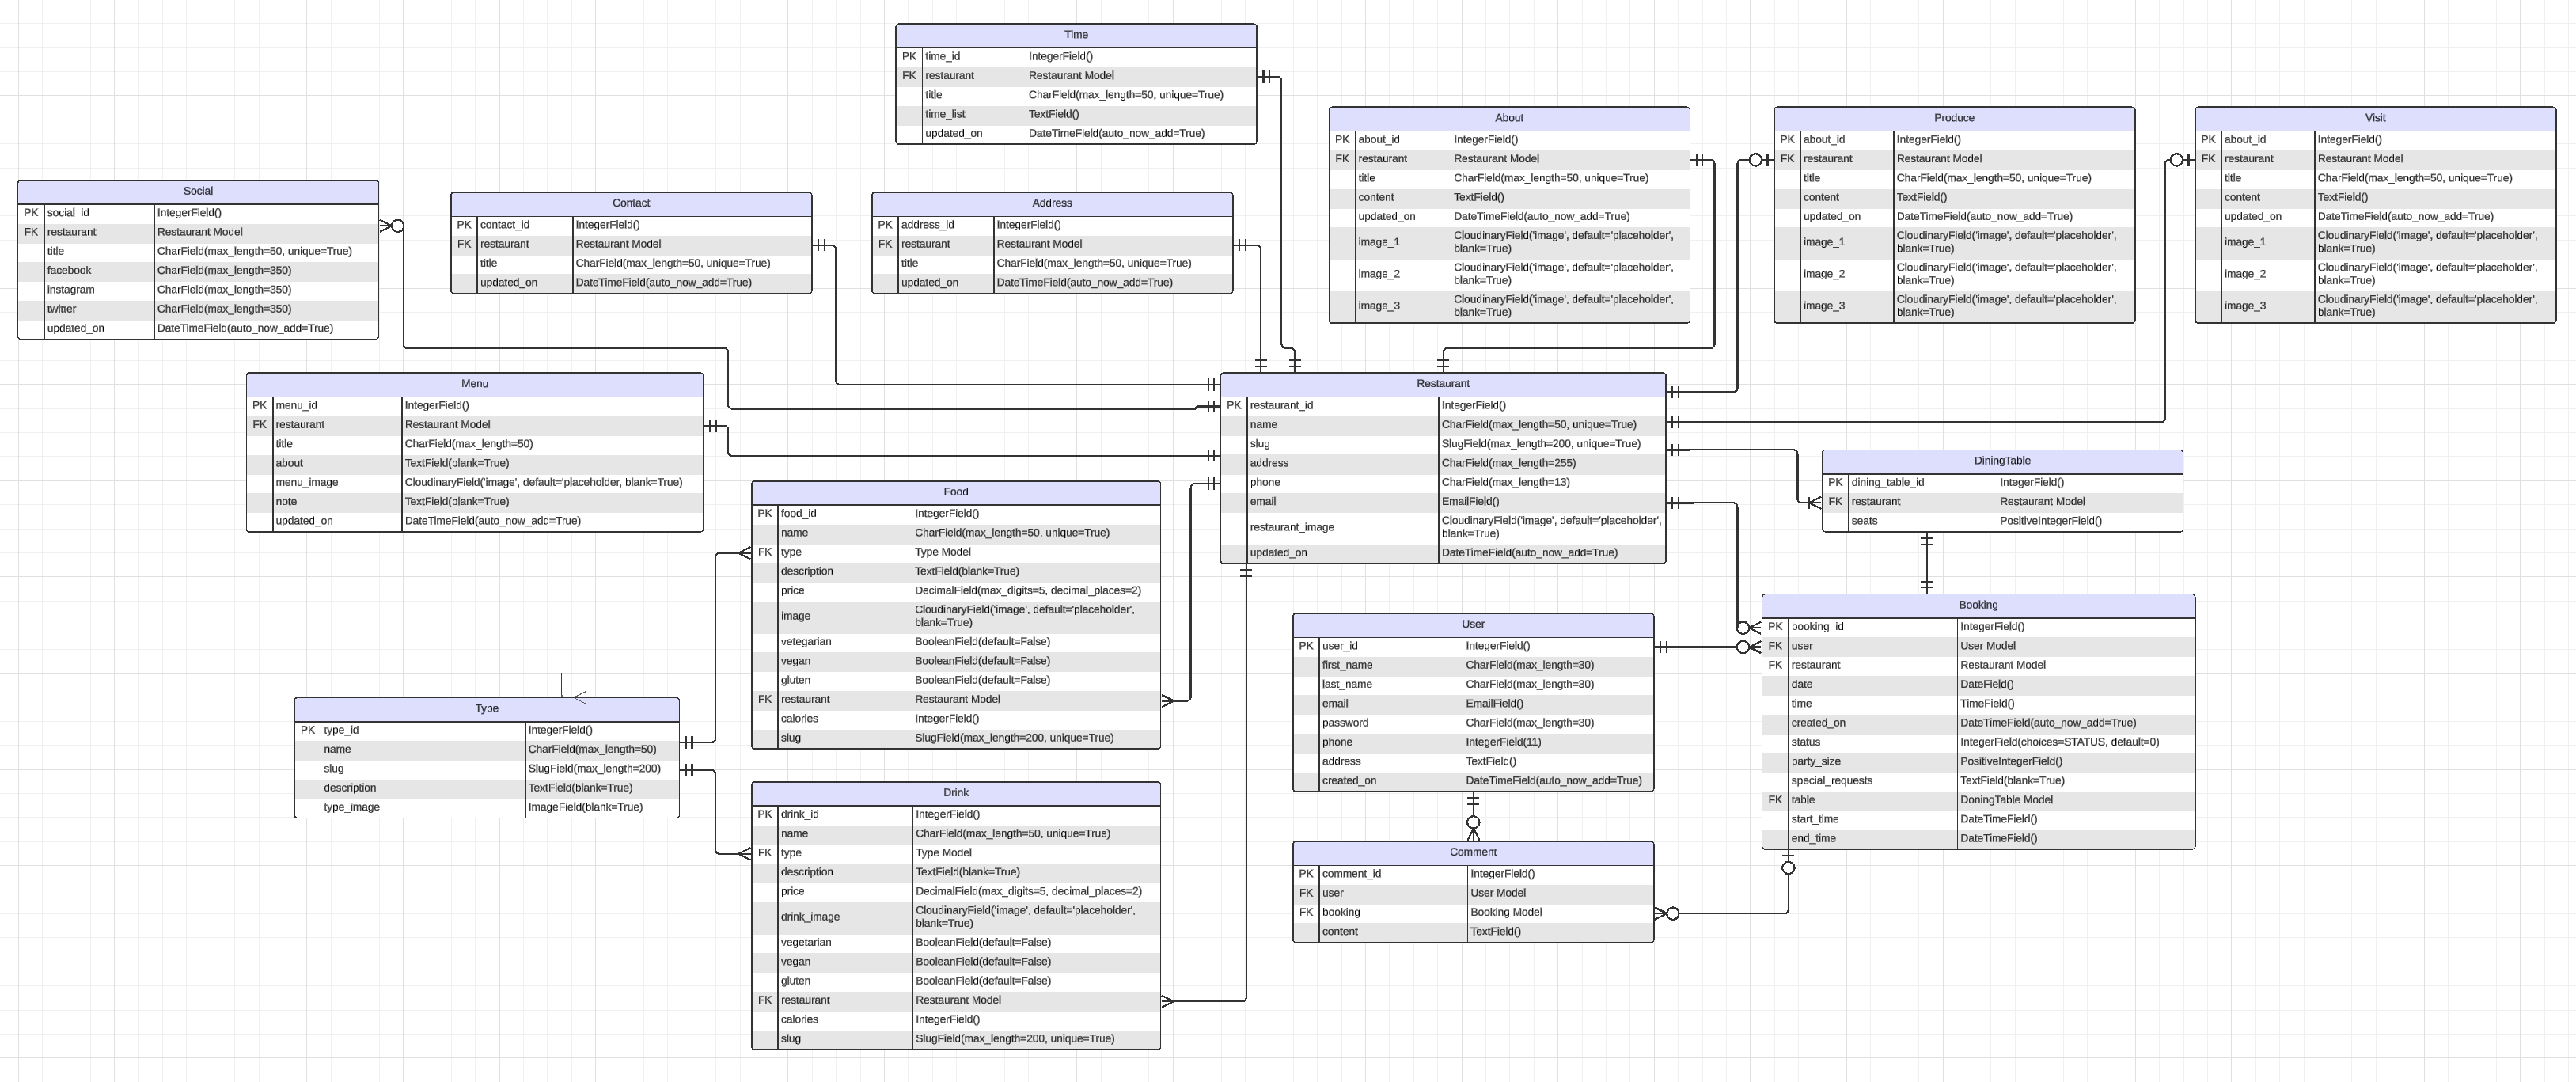 Time
PK time_id IntegerField()
FK restaurant Restaurant Model
title CharField(max_length=50, unique=True)
time_list TextField()
updated_on DateTimeField(auto_now_add=True)
About
PK about_id IntegerField()
FK restaurant Restaurant Model
title CharField(max_length=50, unique=True)
content TextField()
updated_on DateTimeField(auto_now_add=True)
image_1 CloudinaryField('image', default='placeholder',
blank=True)
image_2 CloudinaryField('image', default='placeholder',
blank=True)
image_3 CloudinaryField('image', default='placeholder',
blank=True)
Produce
PK about_id IntegerField()
FK restaurant Restaurant Model
title CharField(max_length=50, unique=True)
content TextField()
updated_on DateTimeField(auto_now_add=True)
image_1 CloudinaryField('image', default='placeholder',
blank=True)
image_2 CloudinaryField('image', default='placeholder',
blank=True)
image_3 CloudinaryField('image', default='placeholder',
blank=True)
Visit
PK about_id IntegerField()
FK restaurant Restaurant Model
title CharField(max_length=50, unique=True)
content TextField()
updated_on DateTimeField(auto_now_add=True)
image_1 CloudinaryField('image', default='placeholder',
blank=True)
image_2 CloudinaryField('image', default='placeholder',
blank=True)
image_3 CloudinaryField('image', default='placeholder',
blank=True)
Social
PK social_id IntegerField()
FK restaurant Restaurant Model
title CharField(max_length=50, unique=True)
facebook CharField(max_length=350)
instagram CharField(max_length=350)
twitter CharField(max_length=350)
updated_on DateTimeField(auto_now_add=True)
Contact
PK contact_id IntegerField()
FK restaurant Restaurant Model
title CharField(max_length=50, unique=True)
updated_on DateTimeField(auto_now_add=True)
Address
PK address_id IntegerField()
FK restaurant Restaurant Model
title CharField(max_length=50, unique=True)
updated_on DateTimeField(auto_now_add=True)
Menu
PK menu_id IntegerField()
FK restaurant Restaurant Model
title CharField(max_length=50)
about TextField(blank=True)
menu_image CloudinaryField('image', default='placeholder, blank=True)
note TextField(blank=True)
updated_on DateTimeField(auto_now_add=True)
Restaurant
PK restaurant_id IntegerField()
name CharField(max_length=50, unique=True)
slug SlugField(max_length=200, unique=True)
address CharField(max_length=255)
phone CharField(max_length=13)
email EmailField()
restaurant_image CloudinaryField('image', default='placeholder',
blank=True)
updated_on DateTimeField(auto_now_add=True)
DiningTable
PK dining_table_id IntegerField()
FK restaurant Restaurant Model
seats PositiveIntegerField()
Food
PK food_id IntegerField()
name CharField(max_length=50, unique=True)
FK type Type Model
description TextField(blank=True)
price DecimalField(max_digits=5, decimal_places=2)
image CloudinaryField('image', default='placeholder',
blank=True)
vetegarian BooleanField(default=False)
vegan BooleanField(default=False)
gluten BooleanField(default=False)
FK restaurant Restaurant Model
calories IntegerField()
slug SlugField(max_length=200, unique=True)
Booking
PK booking_id IntegerField()
FK user User Model
FK restaurant Restaurant Model
date DateField()
time TimeField()
created_on DateTimeField(auto_now_add=True)
status IntegerField(choices=STATUS, default=0)
party_size PositiveIntegerField()
special_requests TextField(blank=True)
FK table DoningTable Model
start_time DateTimeField()
end_time DateTimeField()
User
PK user_id IntegerField()
first_name CharField(max_length=30)
last_name CharField(max_length=30)
email EmailField()
password CharField(max_length=30)
phone IntegerField(11)
address TextField()
created_on DateTimeField(auto_now_add=True)
Type
PK type_id IntegerField()
name CharField(max_length=50)
slug SlugField(max_length=200)
description TextField(blank=True)
type_image ImageField(blank=True)
Drink
PK drink_id IntegerField()
name CharField(max_length=50, unique=True)
FK type Type Model
description TextField(blank=True)
price DecimalField(max_digits=5, decimal_places=2)
drink_image CloudinaryField('image', default='placeholder',
blank=True)
vegetarian BooleanField(default=False)
vegan BooleanField(default=False)
gluten BooleanField(default=False)
FK restaurant Restaurant Model
calories IntegerField()
slug SlugField(max_length=200, unique=True)
Comment
PK comment_id IntegerField()
FK user User Model
FK booking Booking Model
content TextField()